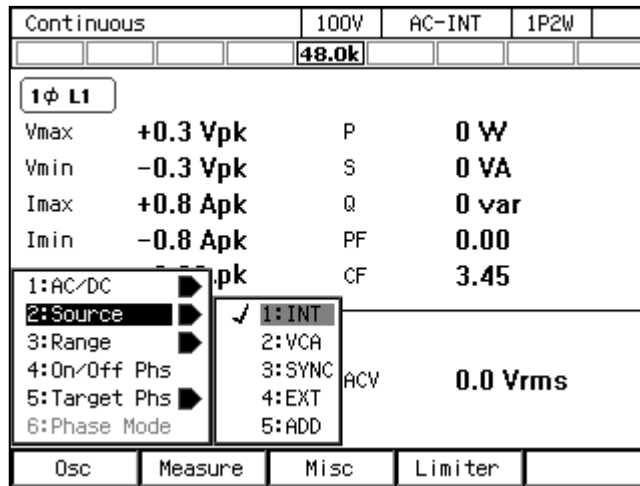 Continuous 100V AC-INT 1P2W
48.0k
1ϕ L1
Vmax +0.3 Vpk P 0 W
Vmin -0.3 Vpk S 0 VA
Imax +0.8 Apk Q 0 var
Imin -0.8 Apk PF 0.00
pk CF 3.45
1:AC/DC
2:Source
3:Range
4:On/Off Phs
5:Target Phs
6:Phase Mode
✓ 1:INT
2:VCA
3:SYNC
4:EXT
5:ADD
ACV 0.0 Vrms
Osc Measure Misc Limiter